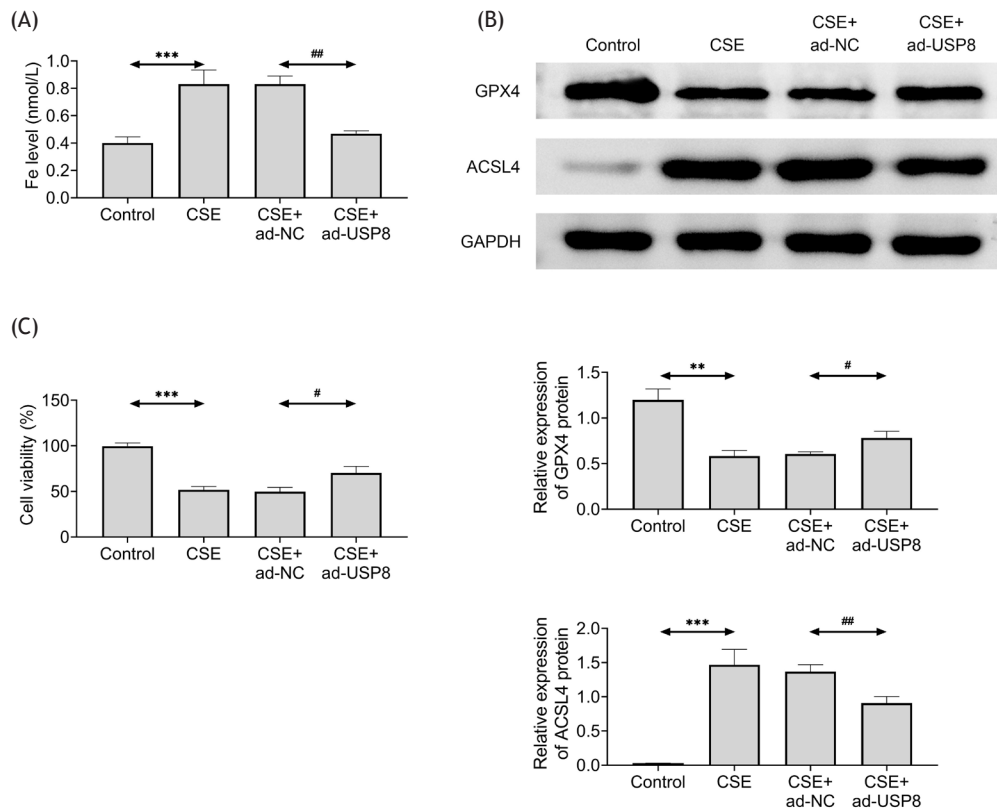 (A)
Fe level (nmol/L)
1.0
0.8
0.6
0.4
0.2
0.0
***
##
Control
CSE
CSE+
ad-NC
CSE+
ad-USP8
(B)
Control
CSE
CSE+
ad-NC
CSE+
ad-USP8
GPX4
ACSL4
GAPDH
(C)
Cell viability (%)
150
100
50
0
***
#
Control
CSE
CSE+
ad-NC
CSE+
ad-USP8
Relative expression
of GPX4 protein
1.5
1.0
0.5
0.0
**
#
Control
CSE
CSE+
ad-NC
CSE+
ad-USP8
Relative expression
of ACSL4 protein
2.0
1.5
1.0
0.5
0.0
***
##
Control
CSE
CSE+
ad-NC
CSE+
ad-USP8